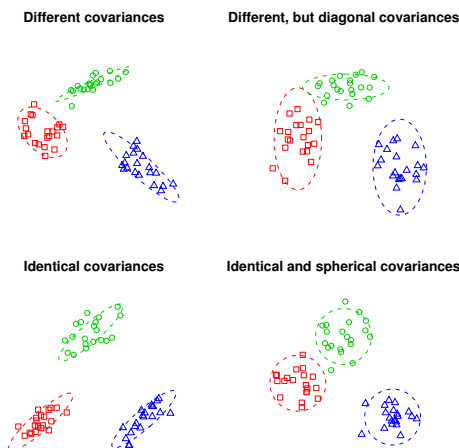 Different covariances
Different, but diagonal covariances
Identical covariances
Identical and spherical covariances